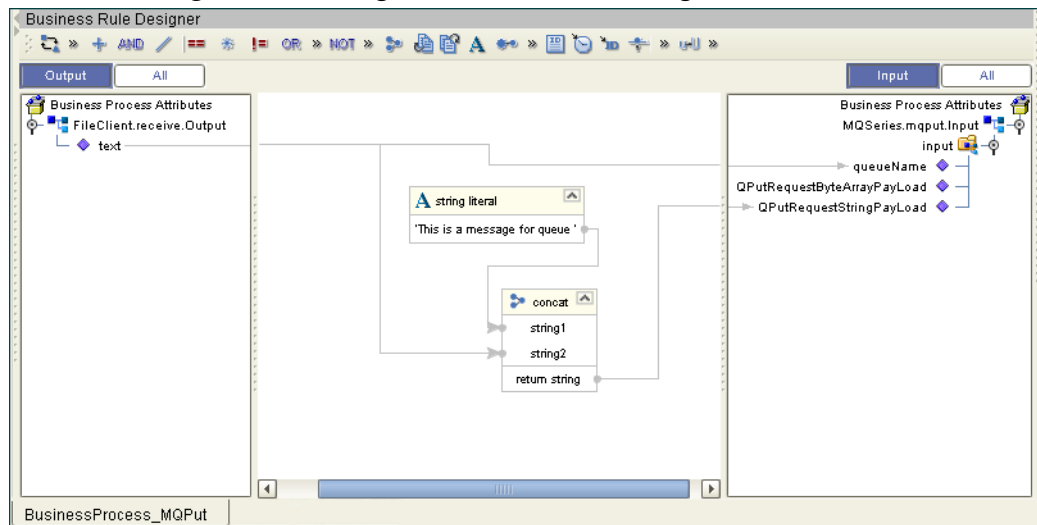 Business Rule Designer
AND == != OR » NOT » A »
Output All Input All
Business Process Attributes
FileClient.receive.Output
text
Business Process Attributes
MQSeries.mqput.Input
input
queueName
QPutRequestByteArrayPayLoad
QPutRequestStringPayLoad
A string literal
'This is a message for queue '
concat
string1
string2
return string
BusinessProcess_MQPut